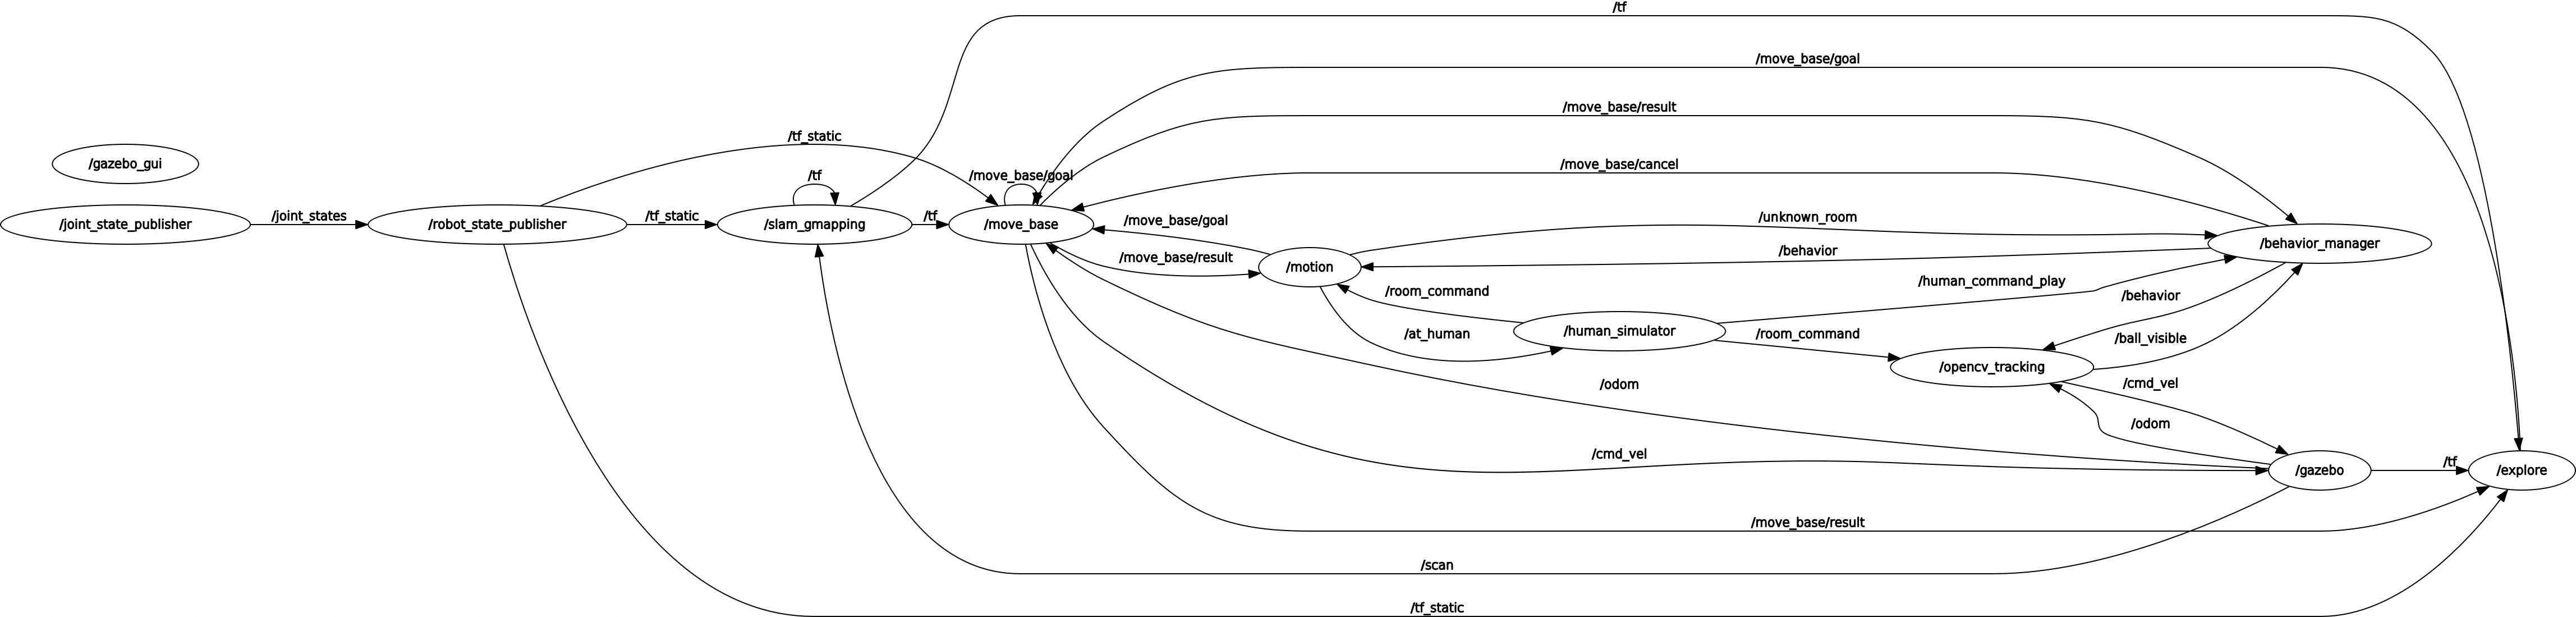 /tf
/move_base/goal
/move_base/result
/tf_static
/gazebo_gui
/move_base/cancel
/tf
/move_base/goal
/joint_states
/tf_static
/tf
/move_base/goal
/unknown_room
/joint_state_publisher
/robot_state_publisher
/slam_gmapping
/move_base
/behavior_manager
/move_base/result
/behavior
/motion
/human_command_play
/room_command
/behavior
/at_human
/human_simulator
/room_command
/ball_visible
/opencv_tracking
/odom
/cmd_vel
/odom
/cmd_vel
/tf
/gazebo
/explore
/move_base/result
/scan
/tf_static